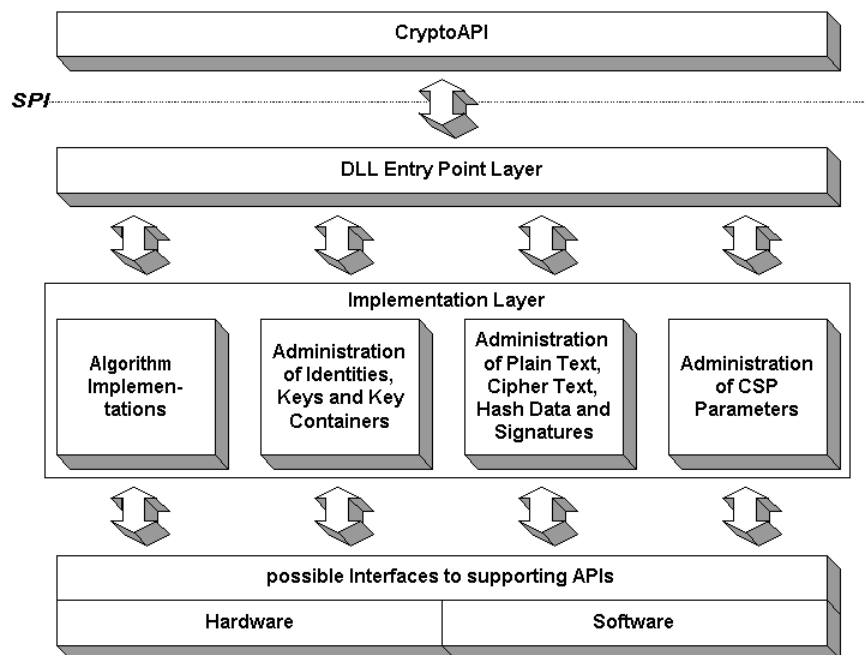 CryptoAPI
SPI
DLL Entry Point Layer
Implementation Layer
Algorithm
Implemen-
tations
Administration
of Identities,
Keys and Key
Containers
Administration
of Plain Text,
Cipher Text,
Hash Data and
Signatures
Administration
of CSP
Parameters
possible Interfaces to supporting APIs
Hardware
Software